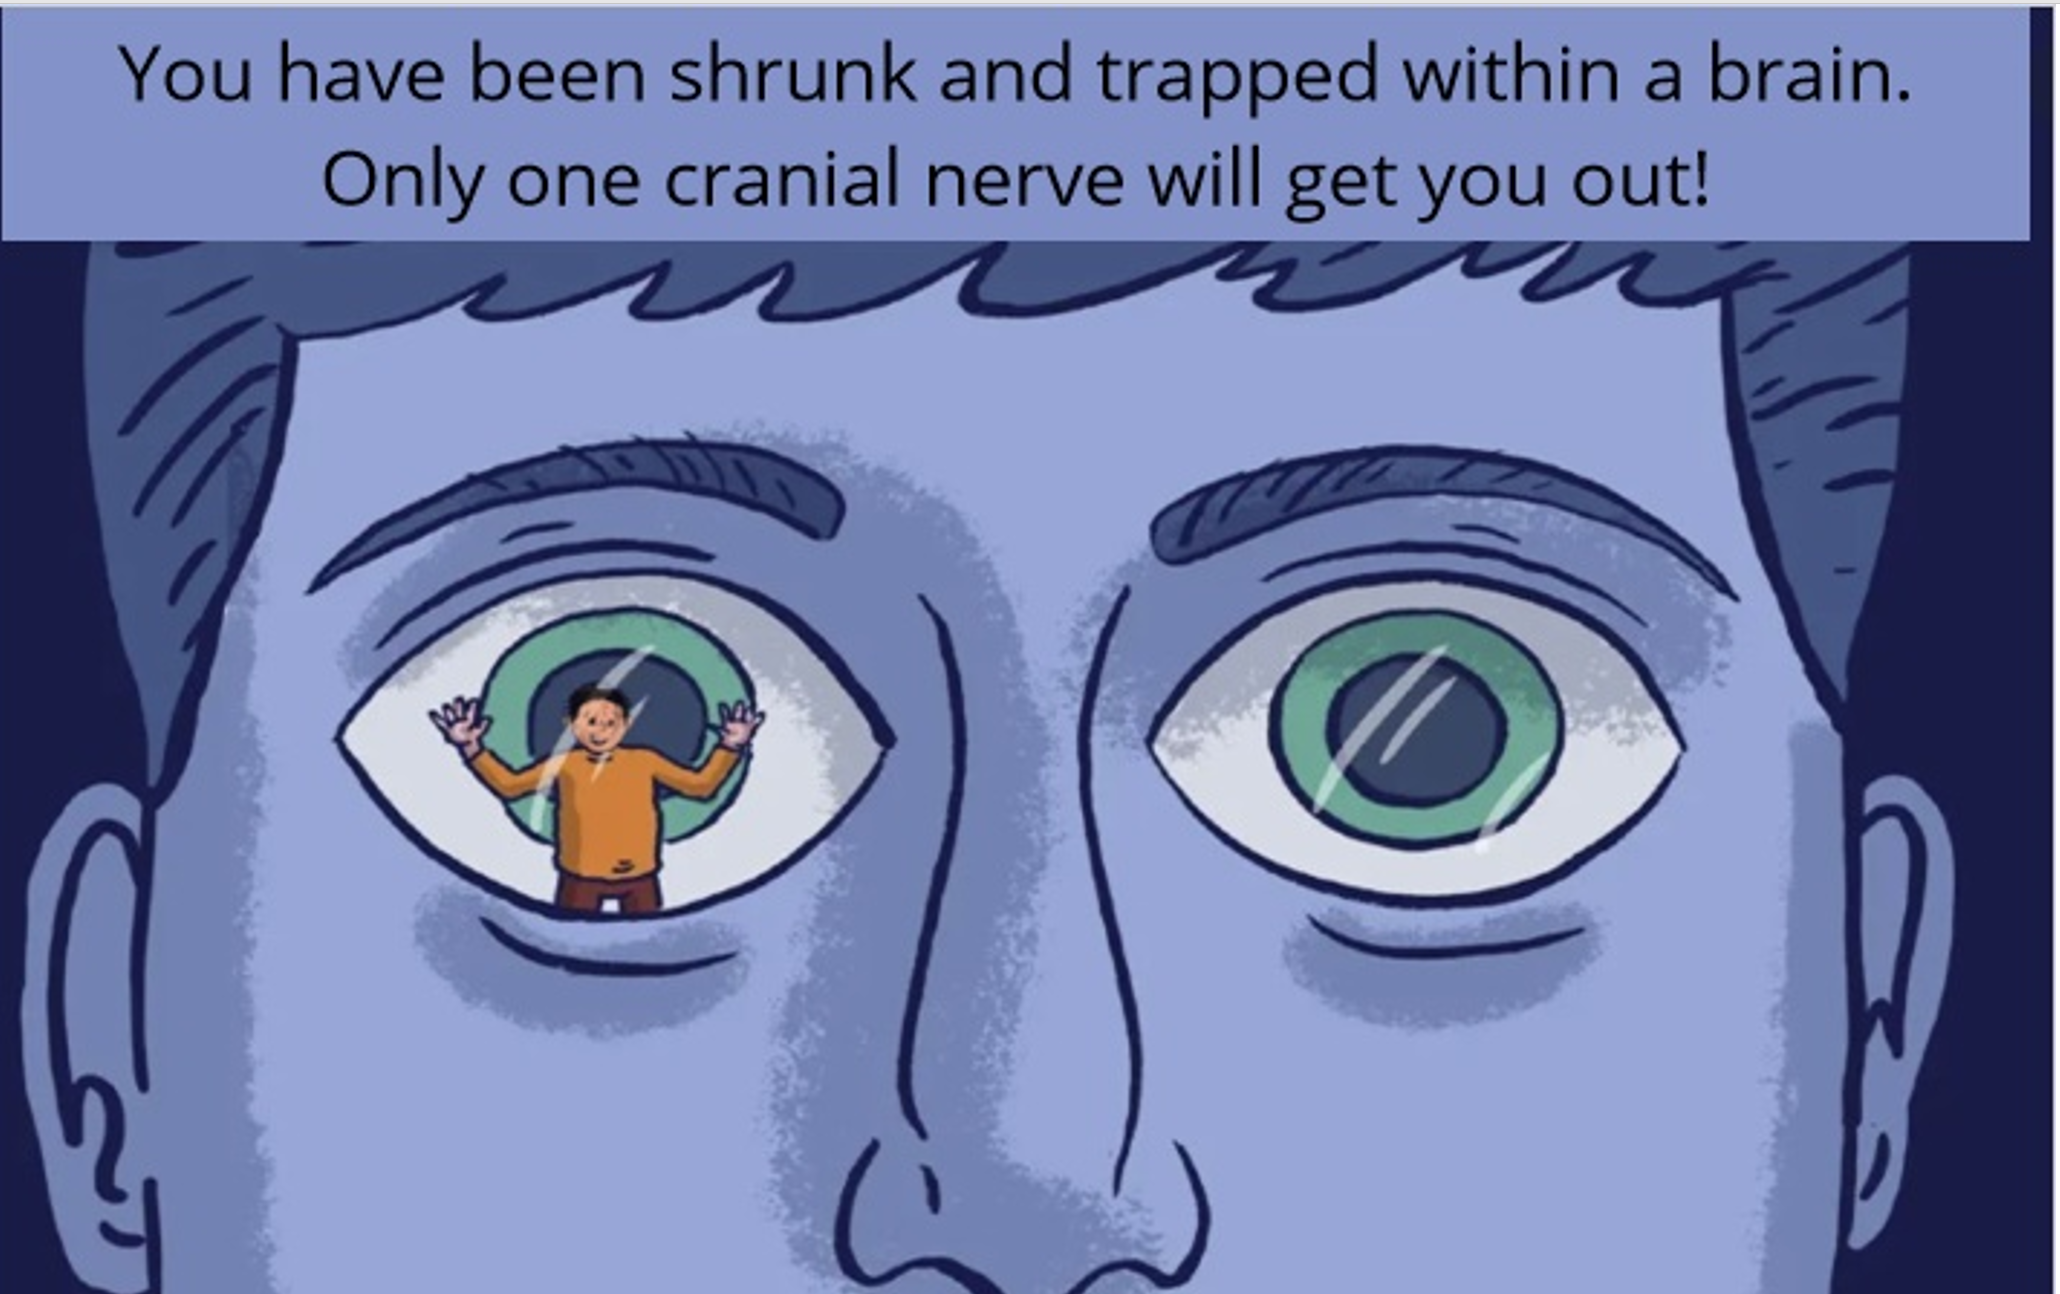 You have been shrunk and trapped within a brain.
Only one cranial nerve will get you out!